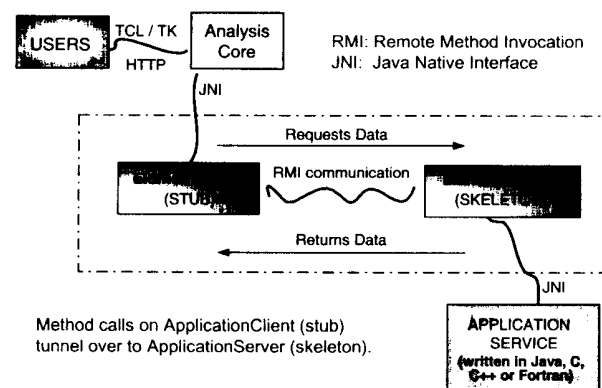 USERS
TCL / TK
HTTP
Analysis
Core
RMI: Remote Method Invocation
JNI: Java Native Interface
JNI
Requests Data
RMI communication
(STUB)
(SKELET
Returns Data
JNI
Method calls on ApplicationClient (stub)
tunnel over to ApplicationServer (skeleton).
APPLICATION
SERVICE
(written in Java, C,
C++ or Fortran)